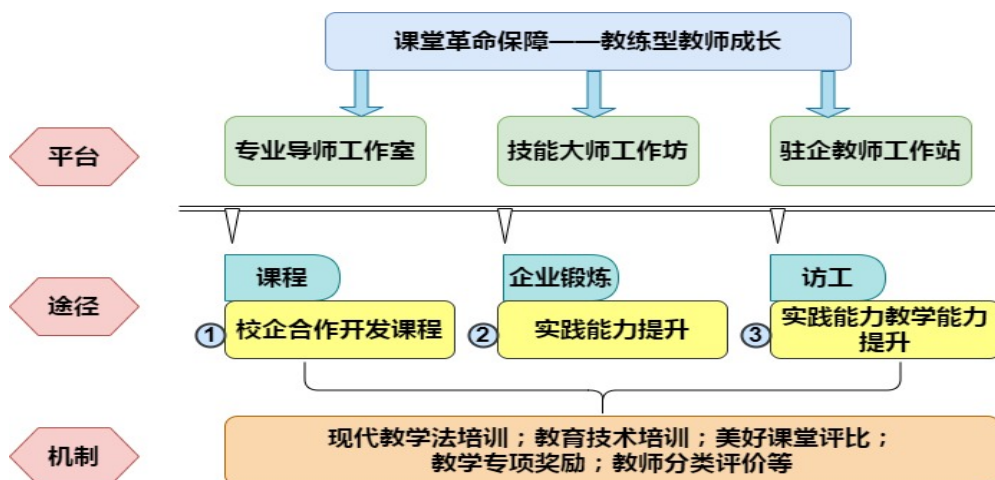 课堂革命保障——教练型教师成长
平台
专业导师工作室
技能大师工作坊
驻企教师工作站
课程
企业锻炼
访工
途径
1
校企合作开发课程
2
实践能力提升
3
实践能力教学能力
提升
机制
现代教学法培训；教育技术培训；美好课堂评比；
教学专项奖励；教师分类评价等